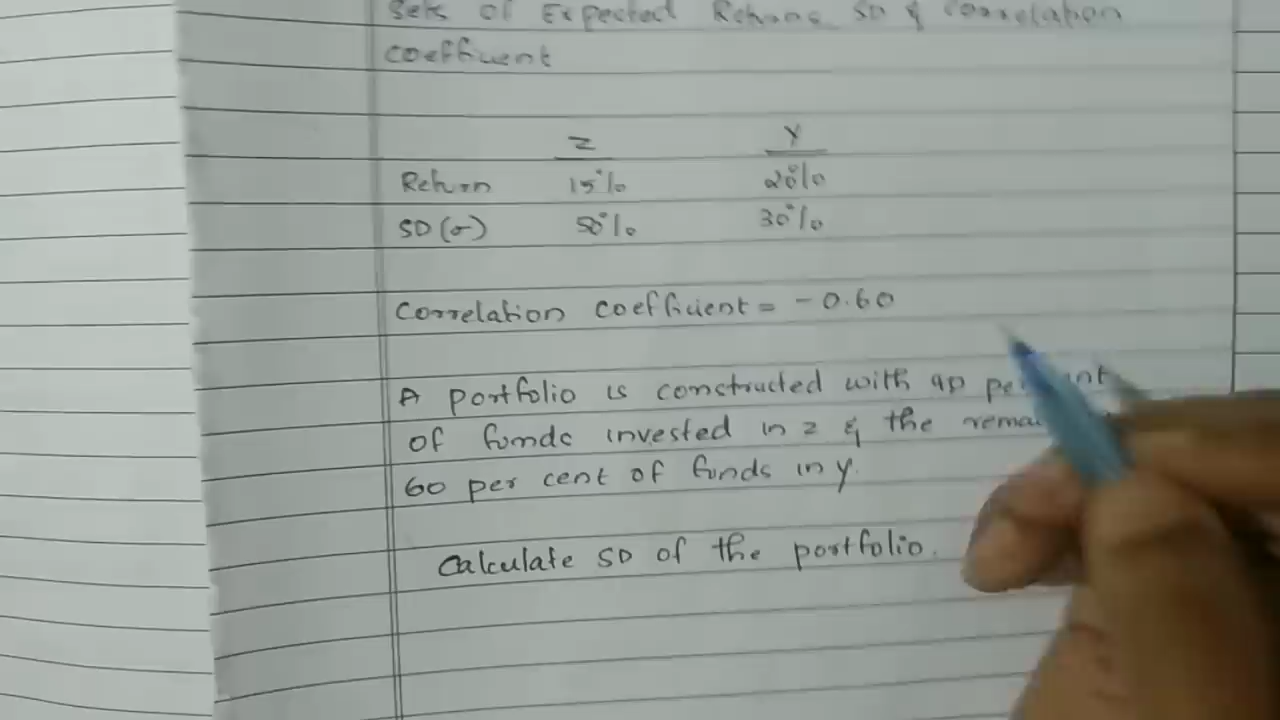 Sets of Expected Returns SD & correlation
coefficient
Z Y
Return 15% 20%
SD (σ) 50% 30%
Correlation coefficient = -0.60
A portfolio is constructed with 40
of funds invested in z & the
60 per cent of funds in y.
Calculate SD of the portfolio.